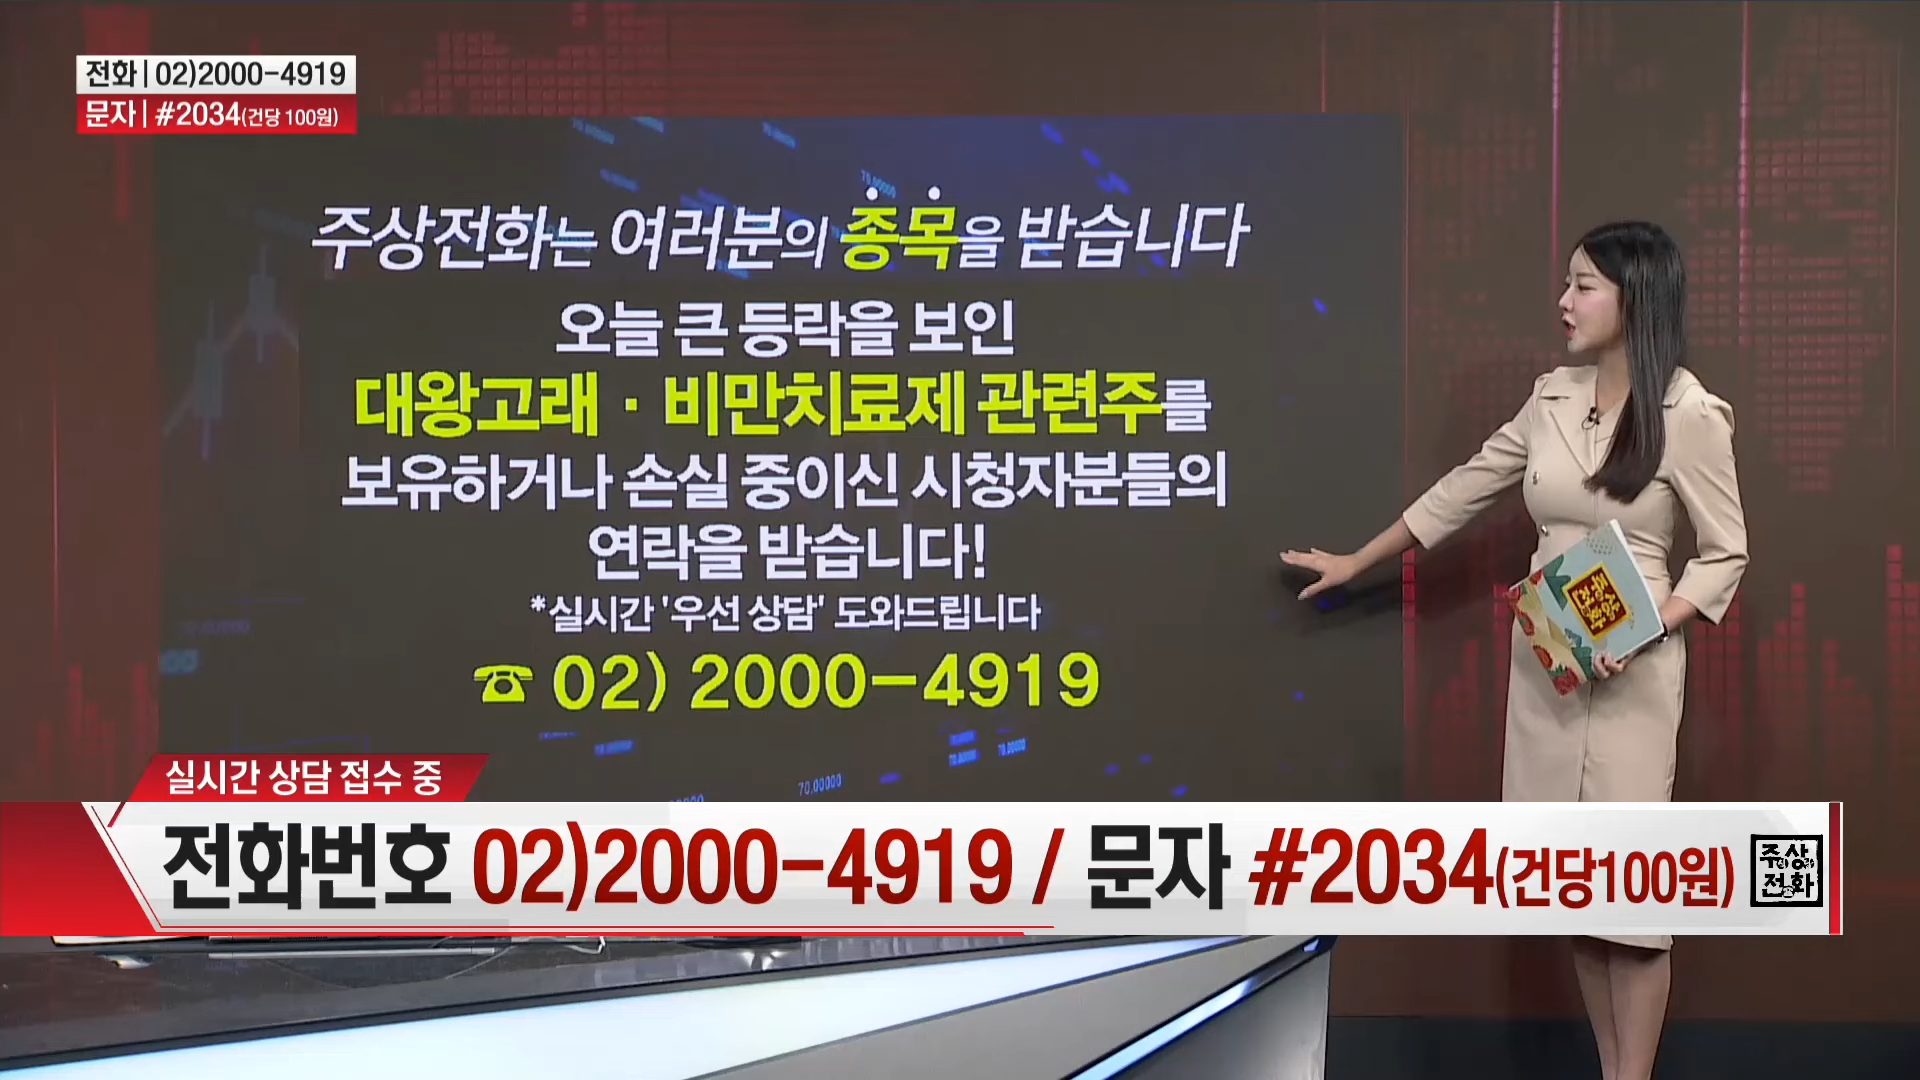 전화 | 02)2000-4919
문자 | #2034(건당 100원)
주상전화는 여러분의 종목을 받습니다
오늘 큰 등락을 보인
대왕고래 · 비만치료제 관련주를
보유하거나 손실 중이신 시청자분들의
연락을 받습니다!
*실시간 '우선 상담' 도와드립니다
☎ 02) 2000-4919
70.00000
주상전화
실시간 상담 접수 중
전화번호 02)2000-4919 / 문자 #2034(건당100원)
주상
전화